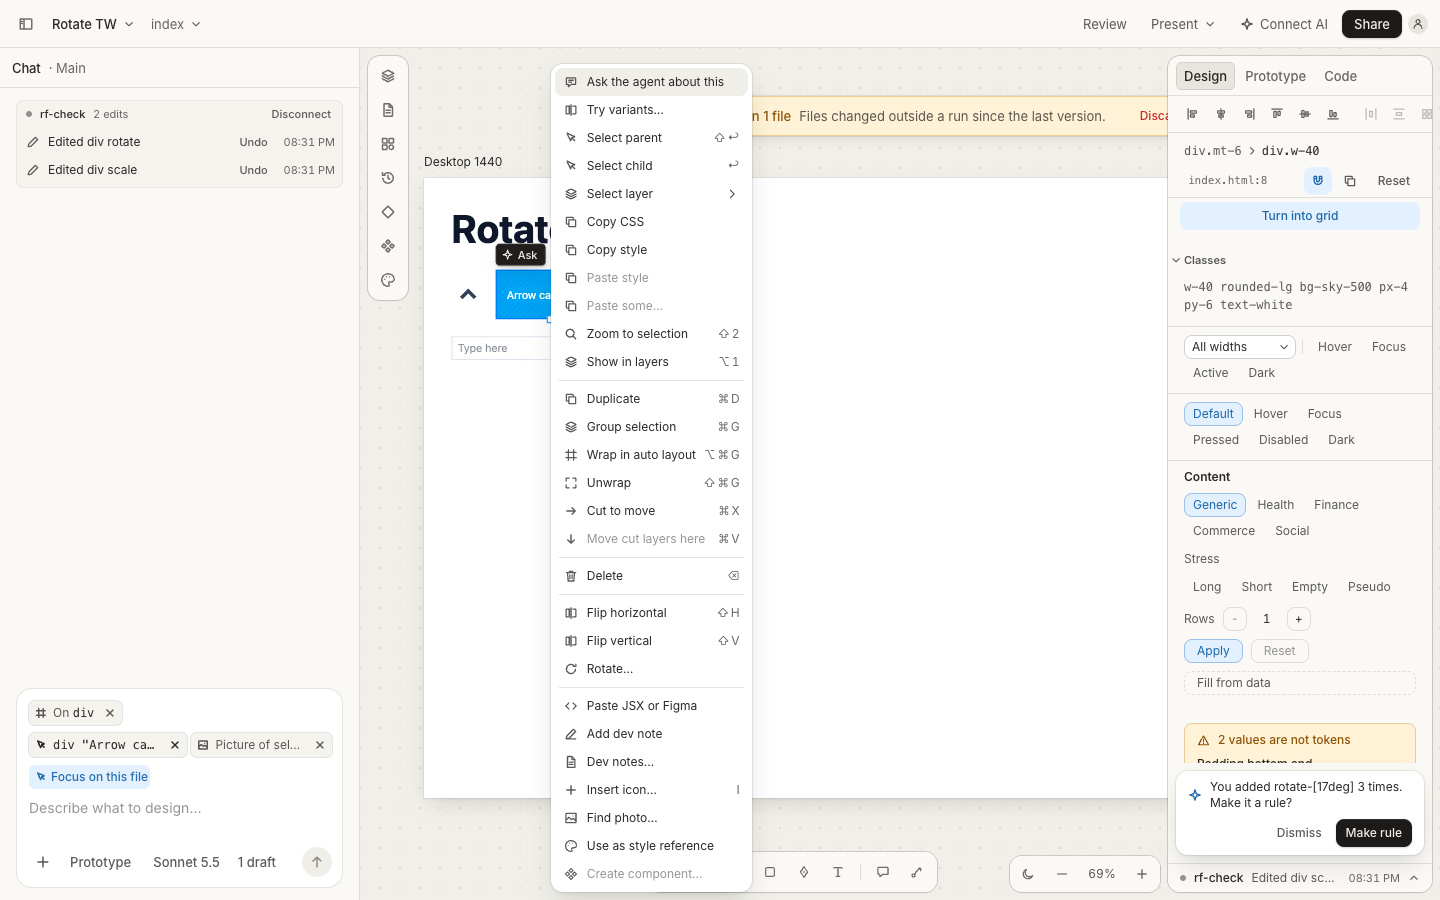 Rotate TW
index
Review
Present
Connect AI
Share
Chat · Main
rf-check 2 edits Disconnect
Edited div rotate Undo 08:31 PM
Edited div scale Undo 08:31 PM
On div
div "Arrow ca…
Picture of sel…
Focus on this file
Describe what to design…
Prototype Sonnet 5.5 1 draft
n 1 file Files changed outside a run since the last version.
Desktop 1440
Ask
Arrow ca
Type here
Ask the agent about this
Try variants…
Select parent ⇧ ↩
Select child ↩
Select layer
Copy CSS
Copy style
Paste style
Paste some…
Zoom to selection ⇧ 2
Show in layers ⌥ 1
Duplicate ⌘ D
Group selection ⌘ G
Wrap in auto layout ⌥ ⌘ G
Unwrap ⇧ ⌘ G
Cut to move ⌘ X
Move cut layers here ⌘ V
Delete ⌫
Flip horizontal ⇧ H
Flip vertical ⇧ V
Rotate…
Paste JSX or Figma
Add dev note
Dev notes…
Insert icon… I
Find photo…
Use as style reference
Create component…
69%
Design Prototype Code
div.mt-6 > div.w-40
index.html:8
Reset
Turn into grid
Classes
w-40 rounded-lg bg-sky-500 px-4
py-6 text-white
All widths Hover Focus
Active Dark
Default Hover Focus
Pressed Disabled Dark
Content
Generic Health Finance
Commerce Social
Stress
Long Short Empty Pseudo
Rows - 1 +
Apply Reset
Fill from data
2 values are not tokens
You added rotate-[17deg] 3 times.
Make it a rule?
Dismiss Make rule
rf-check Edited div sc… 08:31 PM